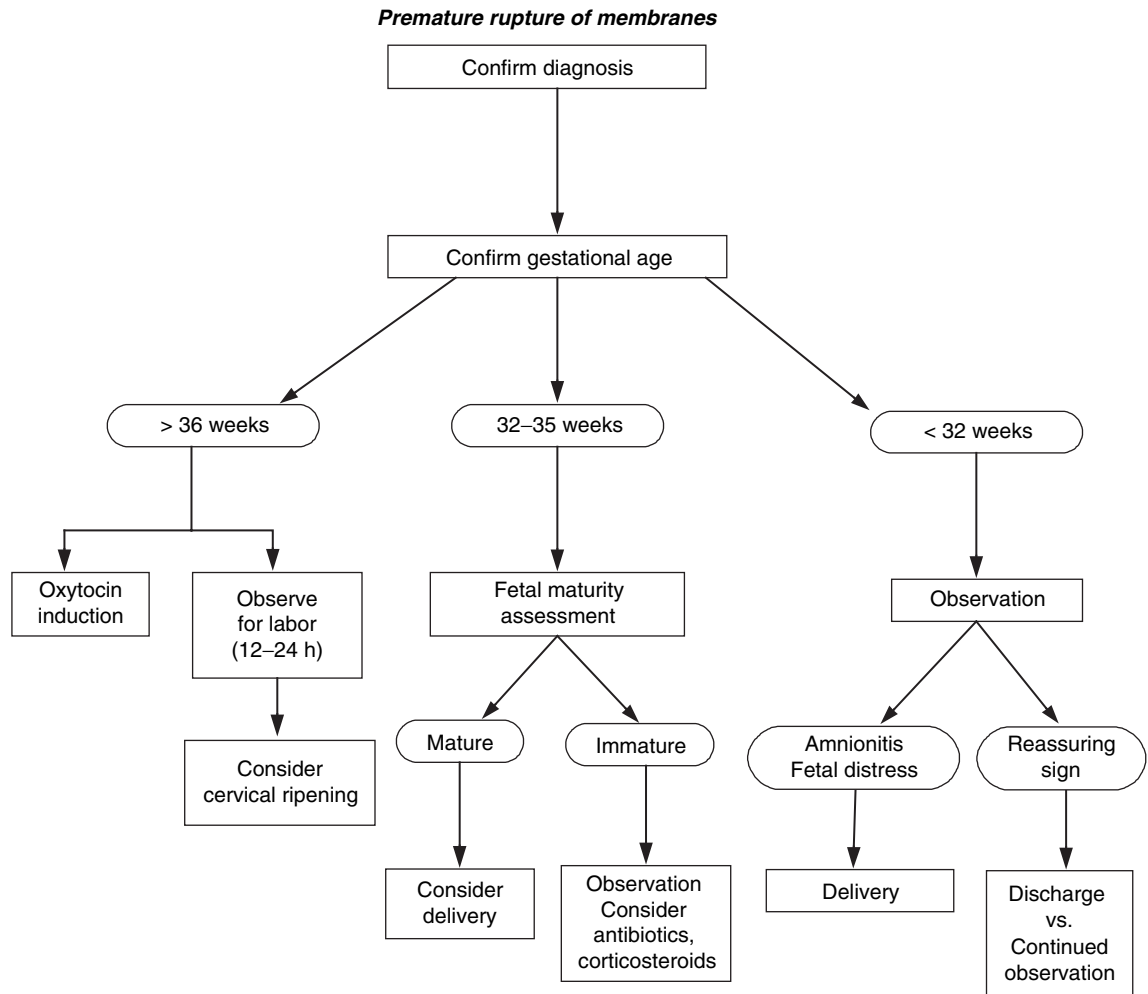 Premature rupture of membranes
Confirm diagnosis
Confirm gestational age
> 36 weeks
32–35 weeks
< 32 weeks
Oxytocin
induction
Observe
for labor
(12–24 h)
Fetal maturity
assessment
Observation
Consider
cervical ripening
Mature
Immature
Amnionitis
Fetal distress
Reassuring
sign
Consider
delivery
Observation
Consider
antibiotics,
corticosteroids
Delivery
Discharge
vs.
Continued
observation